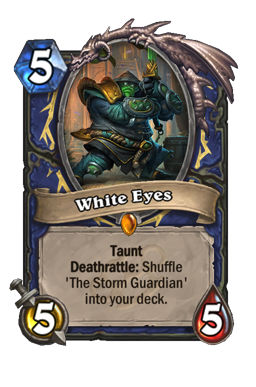 5
White Eyes
Taunt
Deathrattle: Shuffle
'The Storm Guardian'
into your deck.
5
5